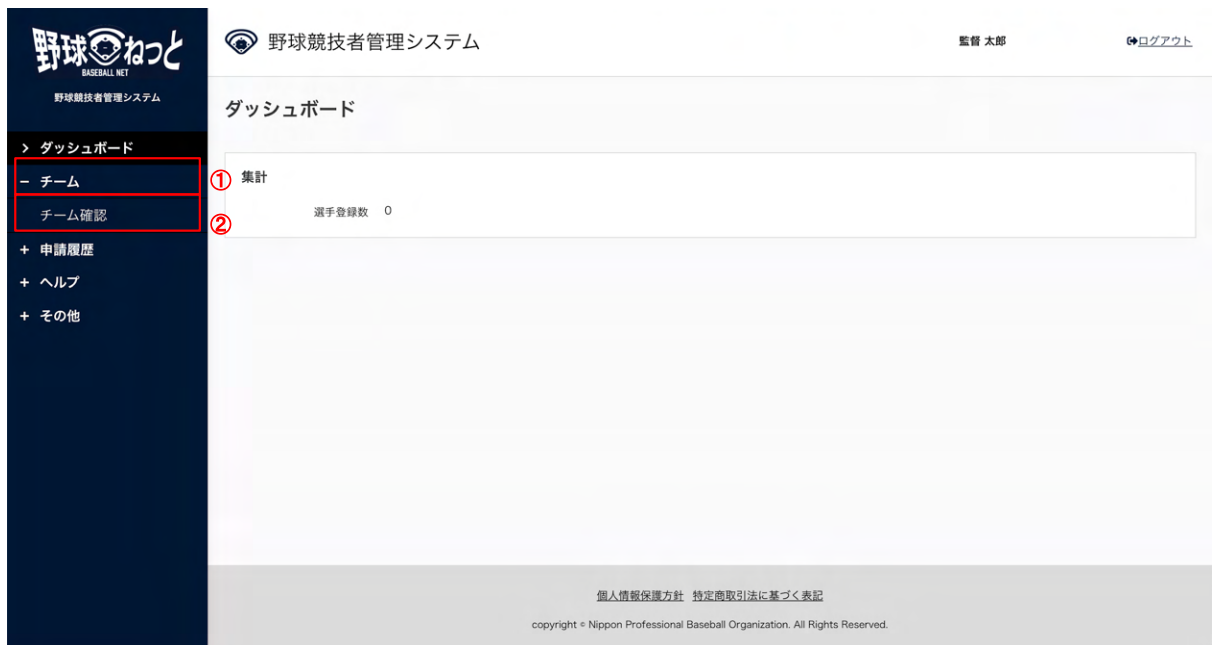 野球ねっと
BASEBALL NET
野球競技者管理システム
野球競技者管理システム
監督 太郎
ログアウト
> ダッシュボード
− チーム
①
チーム確認
②
+ 申請履歴
+ ヘルプ
+ その他
ダッシュボード
集計
選手登録数 0
個人情報保護方針 特定商取引法に基づく表記
copyright © Nippon Professional Baseball Organization. All Rights Reserved.